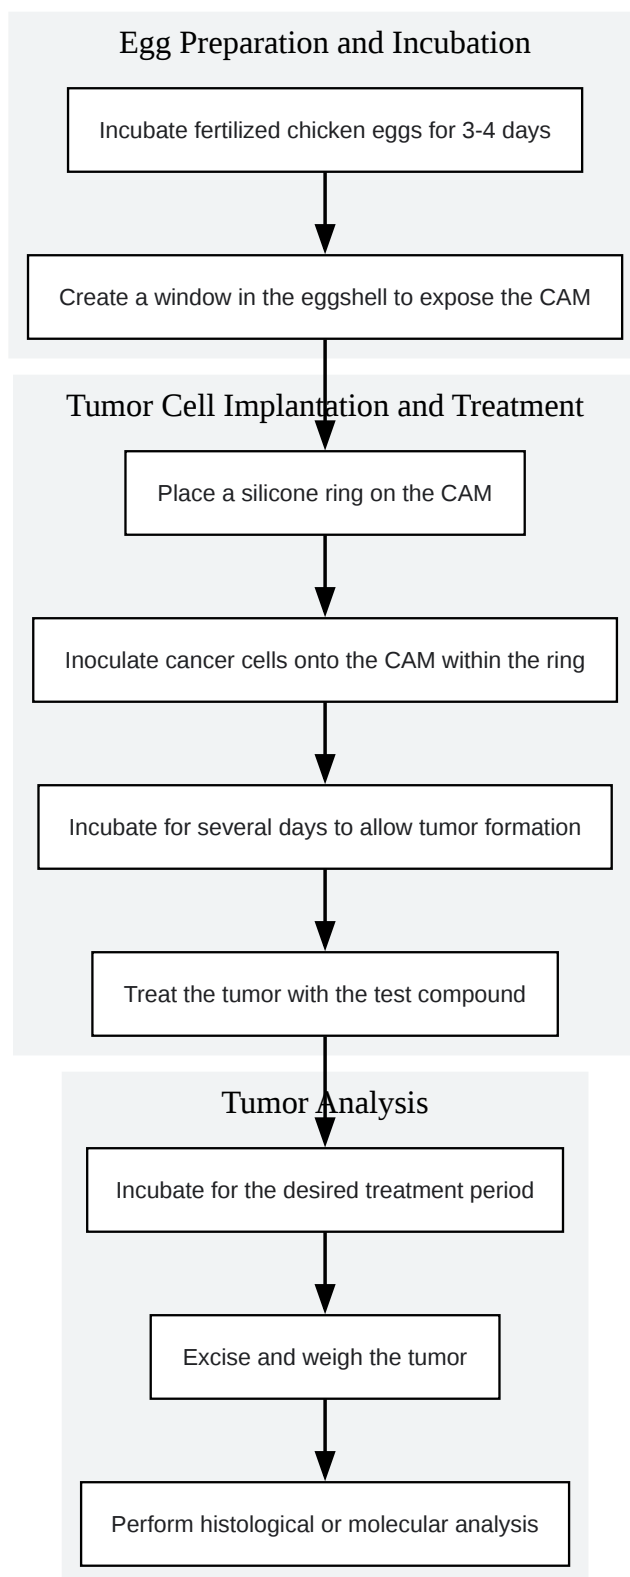 Egg Preparation and Incubation
Incubate fertilized chicken eggs for 3-4 days
Create a window in the eggshell to expose the CAM
Tumor Cell Implantation and Treatment
Place a silicone ring on the CAM
Inoculate cancer cells onto the CAM within the ring
Incubate for several days to allow tumor formation
Treat the tumor with the test compound
Tumor Analysis
Incubate for the desired treatment period
Excise and weigh the tumor
Perform histological or molecular analysis